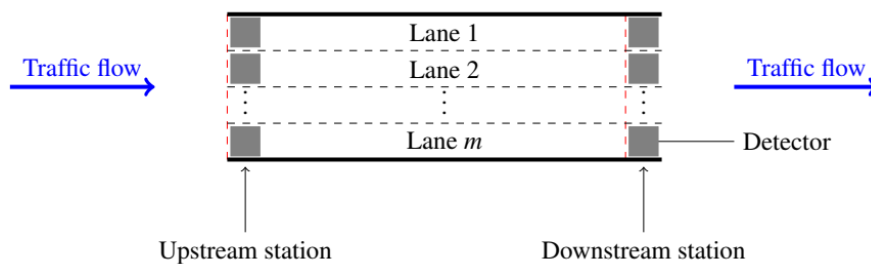 Lane 1
Traffic flow
Lane 2
Traffic flow
Lane m
Detector
Upstream station
Downstream station